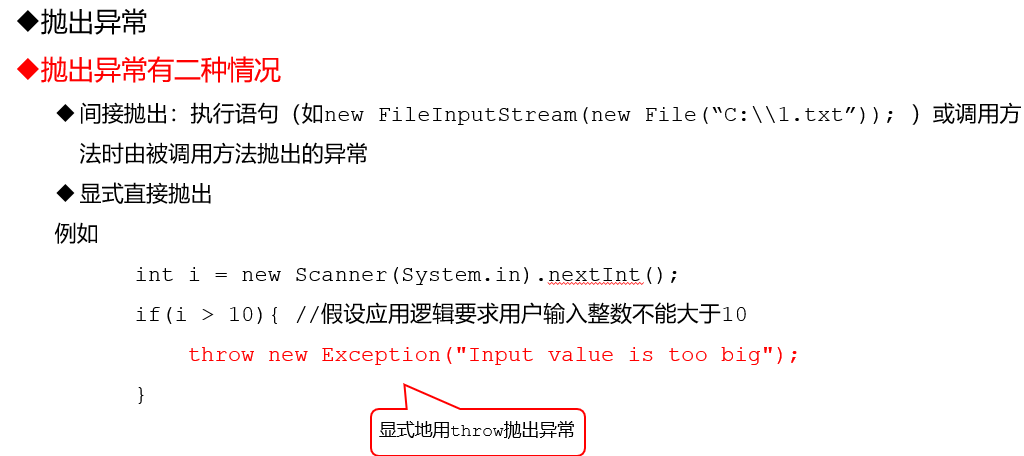 ◆抛出异常
◆抛出异常有二种情况
◆间接抛出：执行语句（如new FileInputStream(new File(“C:\\1.txt”)); ）或调用方
法时由被调用方法抛出的异常
◆显式直接抛出
例如
int i = new Scanner(System.in).nextInt();
if(i > 10){ //假设应用逻辑要求用户输入整数不能大于10
throw new Exception("Input value is too big");
}
显式地用throw抛出异常